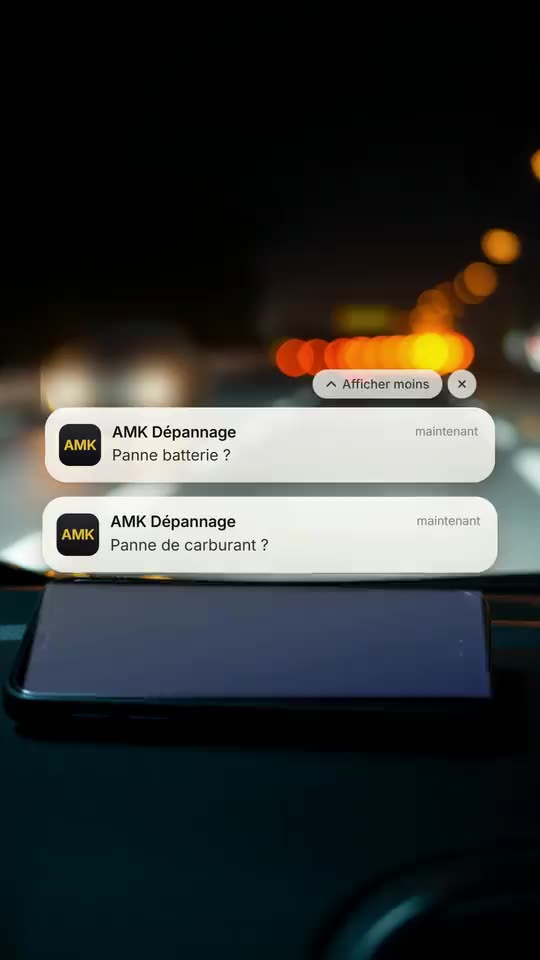 Afficher moins
AMK Dépannage
maintenant
AMK
Panne batterie ?
AMK Dépannage
maintenant
AMK
Panne de carburant ?